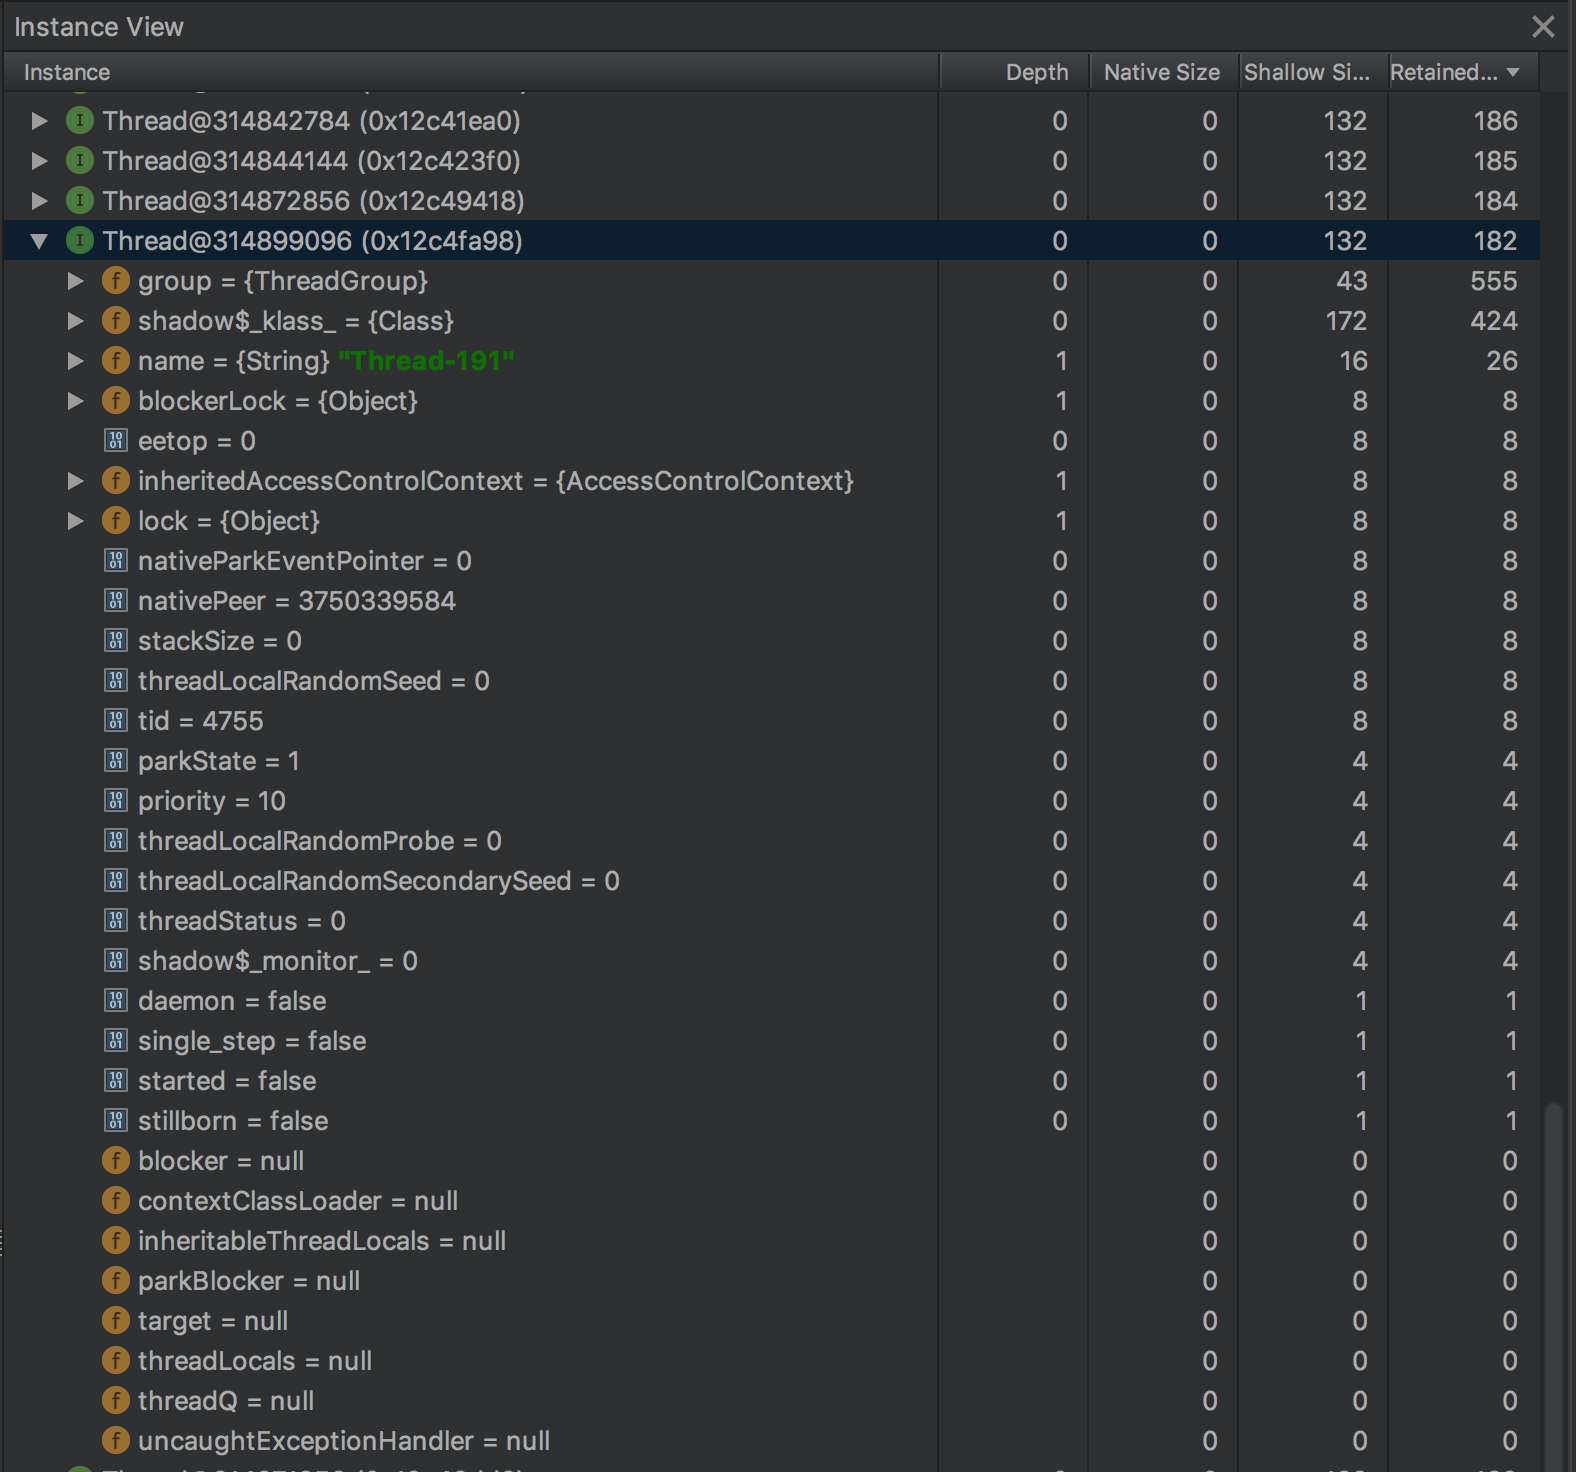 Instance View
Instance Depth Native Size Shallow Si... Retained...
Thread@314842784 (0x12c41ea0) 0 0 132 186
Thread@314844144 (0x12c423f0) 0 0 132 185
Thread@314872856 (0x12c49418) 0 0 132 184
Thread@314899096 (0x12c4fa98) 0 0 132 182
f group = {ThreadGroup} 0 0 43 555
f shadow$_klass_ = {Class} 0 0 172 424
f name = {String} "Thread-191" 1 0 16 26
f blockerLock = {Object} 1 0 8 8
eetop = 0 0 0 8 8
f inheritedAccessControlContext = {AccessControlContext} 1 0 8 8
f lock = {Object} 1 0 8 8
nativeParkEventPointer = 0 0 0 8 8
nativePeer = 3750339584 0 0 8 8
stackSize = 0 0 0 8 8
threadLocalRandomSeed = 0 0 0 8 8
tid = 4755 0 0 8 8
parkState = 1 0 0 4 4
priority = 10 0 0 4 4
threadLocalRandomProbe = 0 0 0 4 4
threadLocalRandomSecondarySeed = 0 0 0 4 4
threadStatus = 0 0 0 4 4
shadow$_monitor_ = 0 0 0 4 4
daemon = false 0 0 1 1
single_step = false 0 0 1 1
started = false 0 0 1 1
stillborn = false 0 0 1 1
f blocker = null 0 0 0
f contextClassLoader = null 0 0 0
f inheritableThreadLocals = null 0 0 0
f parkBlocker = null 0 0 0
f target = null 0 0 0
f threadLocals = null 0 0 0
f threadQ = null 0 0 0
f uncaughtExceptionHandler = null 0 0 0